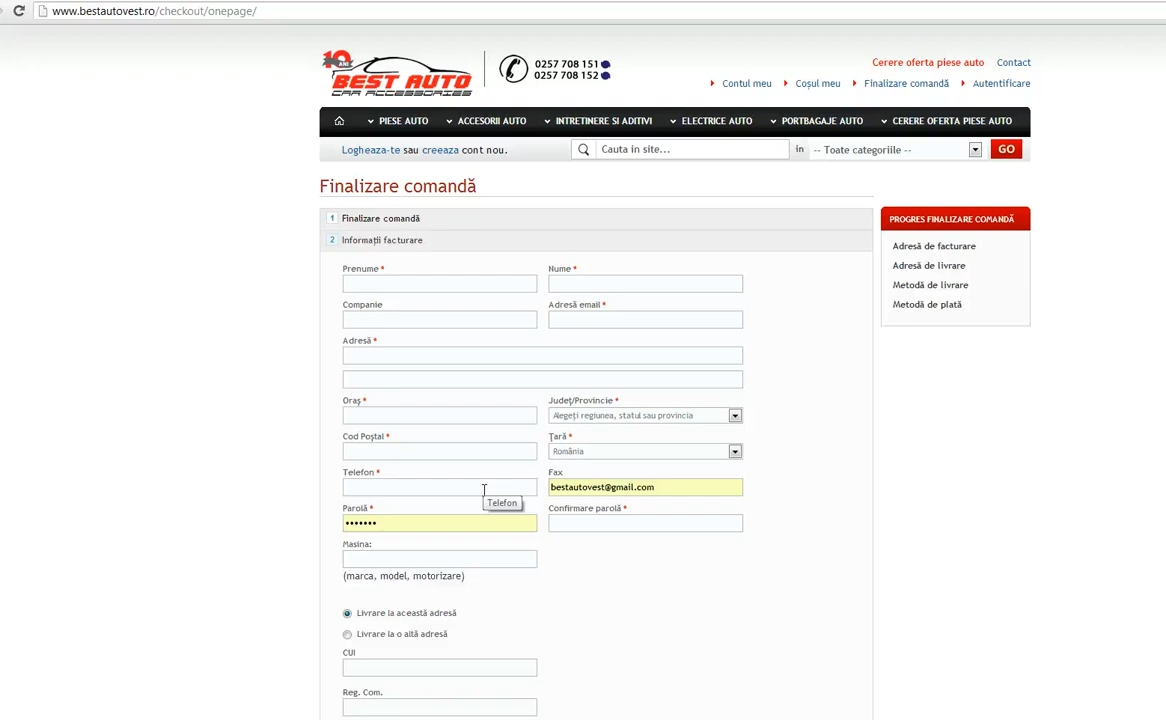 www.bestautovest.ro/checkout/onepage/
10 ANI
BEST AUTO
CAR ACCESSORIES
0257 708 151
0257 708 152
Cerere oferta piese auto
Contact
Contul meu
Coșul meu
Finalizare comandă
Autentificare
PIESE AUTO
ACCESORII AUTO
INTRETINERE SI ADITIVI
ELECTRICE AUTO
PORTBAGAJE AUTO
CERERE OFERTA PIESE AUTO
Logheaza-te sau creeaza cont nou.
Cauta in site...
in
-- Toate categoriile --
GO
Finalizare comandă
1 Finalizare comandă
2 Informații facturare
Prenume *
Nume *
Companie
Adresă email *
Adresă *
Oraș *
Județ/Provincie *
Alegeți regiunea, statul sau provincia
Cod Poștal *
Țară *
România
Telefon *
Fax
bestautovest@gmail.com
Telefon
Parolă *
Confirmare parolă *
•••••••
Masina:
(marca, model, motorizare)
Livrare la această adresă
Livrare la o altă adresă
CUI
Reg. Com.
PROGRES FINALIZARE COMANDĂ
Adresă de facturare
Adresă de livrare
Metodă de livrare
Metodă de plată